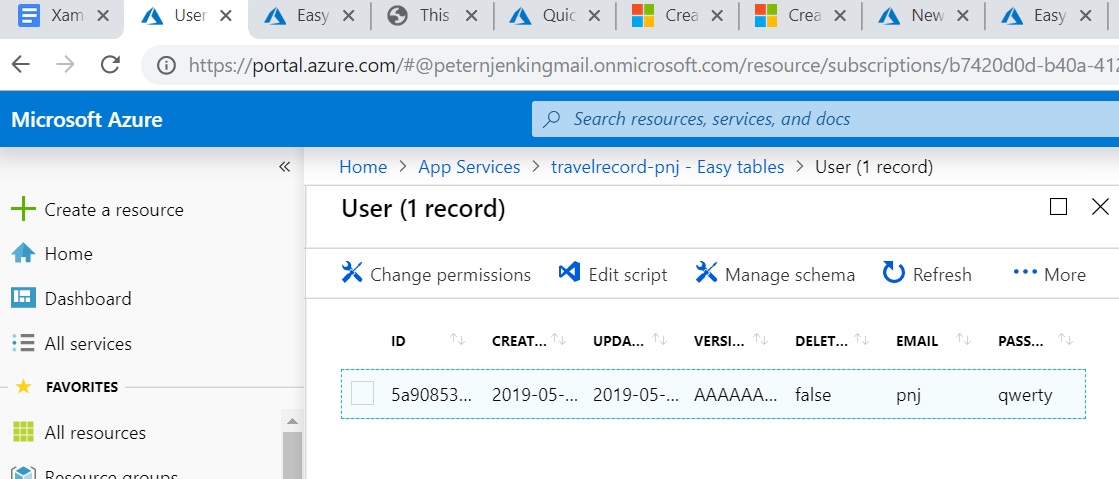 Xam
User
Easy
This
Quic
Crea
Crea
New
Easy
https://portal.azure.com/#@peternjenkingmail.onmicrosoft.com/resource/subscriptions/b7420d0d-b40a-412
Microsoft Azure
Search resources, services, and docs
Home > App Services > travelrecord-pnj - Easy tables > User (1 record)
Create a resource
Home
Dashboard
All services
FAVORITES
All resources
Resource groups
User (1 record)
Change permissions Edit script Manage schema Refresh ... More
ID CREAT... UPDA... VERSI... DELET... EMAIL PASS...
5a90853... 2019-05-... 2019-05-... AAAAAA... false pnj qwerty